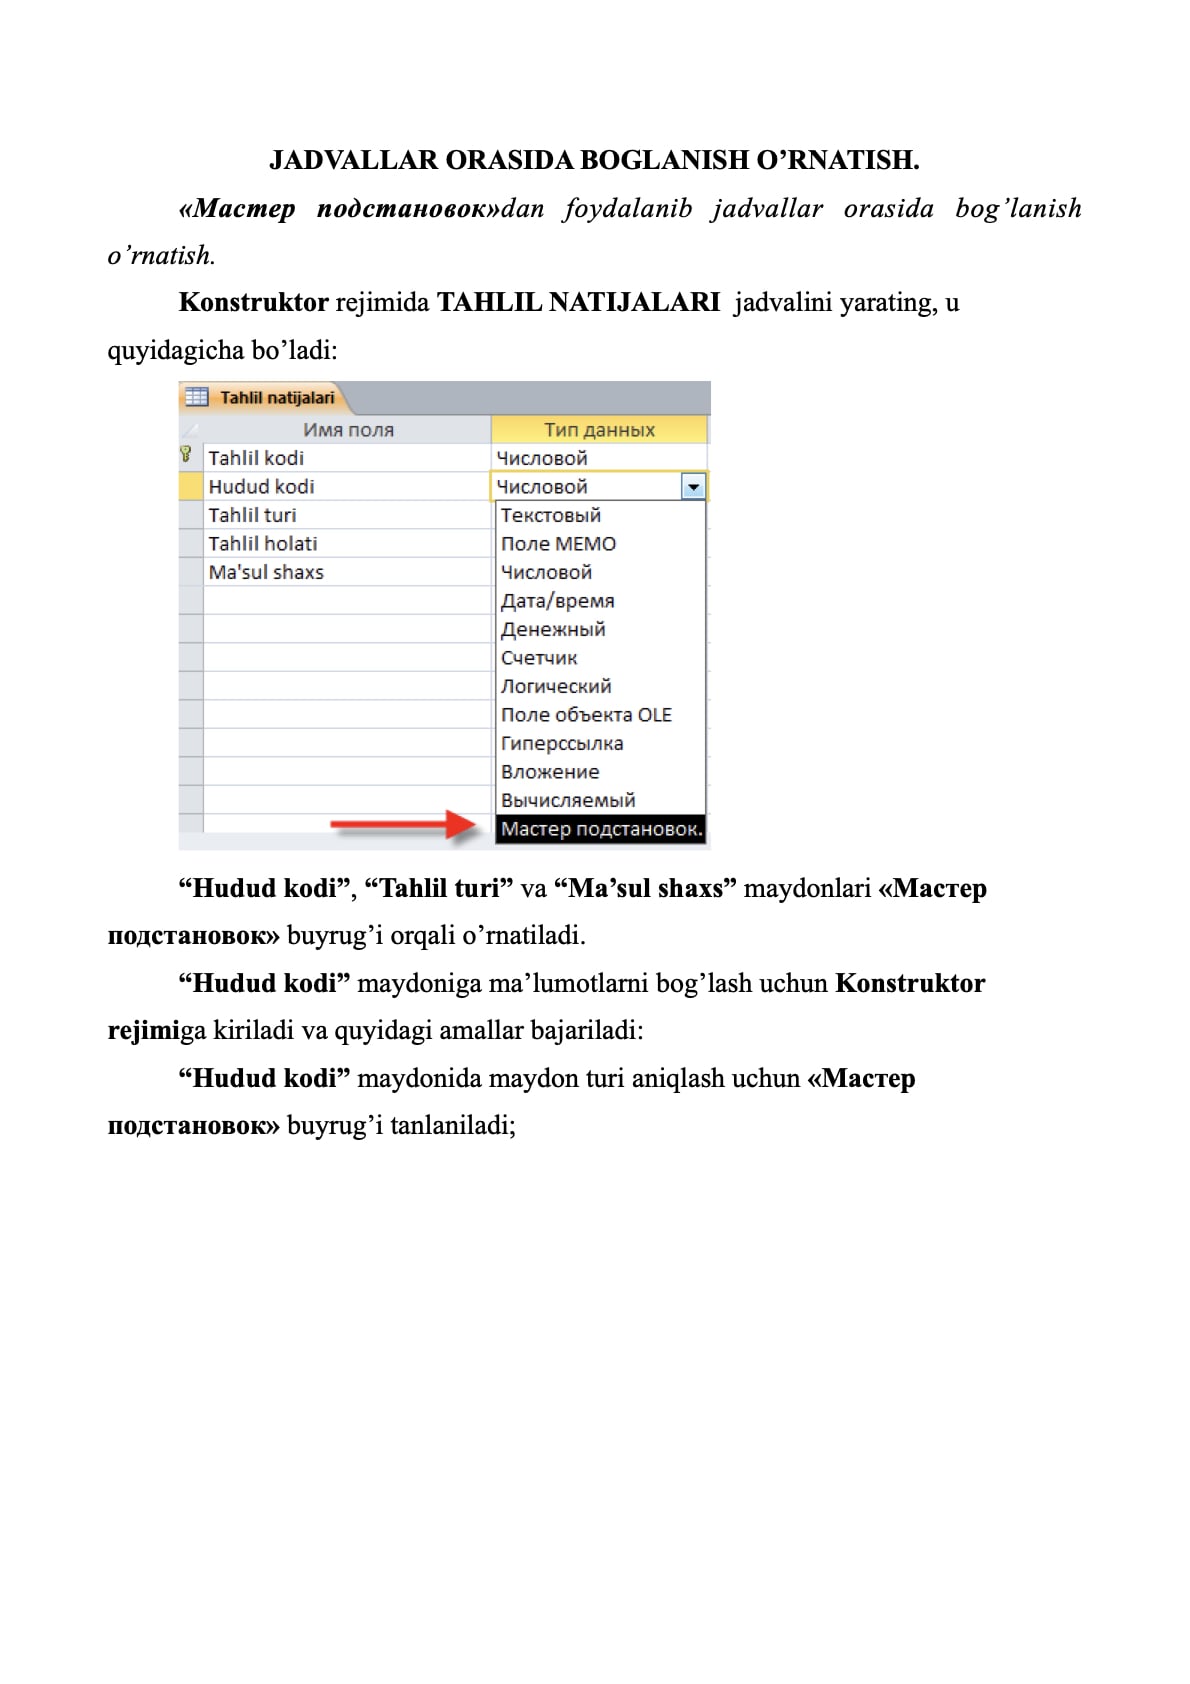 JADVALLAR ORASIDA BOGLANISH O’RNATISH.
«Мастер подстановок»dan foydalanib jadvallar orasida bog’lanish
o’rnatish.
Konstruktor rejimida TAHLIL NATIJALARI jadvalini yarating, u
quyidagicha bo’ladi:
Tahlil natijalari
Имя поля Тип данных
Tahlil kodi Числовой
Hudud kodi Числовой
Tahlil turi Текстовый
Tahlil holati Поле МЕМО
Ma'sul shaxs Числовой
Дата/время
Денежный
Счетчик
Логический
Поле объекта OLE
Гиперссылка
Вложение
Вычисляемый
Мастер подстановок.
“Hudud kodi”, “Tahlil turi” va “Ma’sul shaxs” maydonlari «Мастер
подстановок» buyrug’i orqali o’rnatiladi.
“Hudud kodi” maydoniga ma’lumotlarni bog’lash uchun Konstruktor
rejimiga kiriladi va quyidagi amallar bajariladi:
“Hudud kodi” maydonida maydon turi aniqlash uchun «Мастер
подстановок» buyrug’i tanlaniladi;